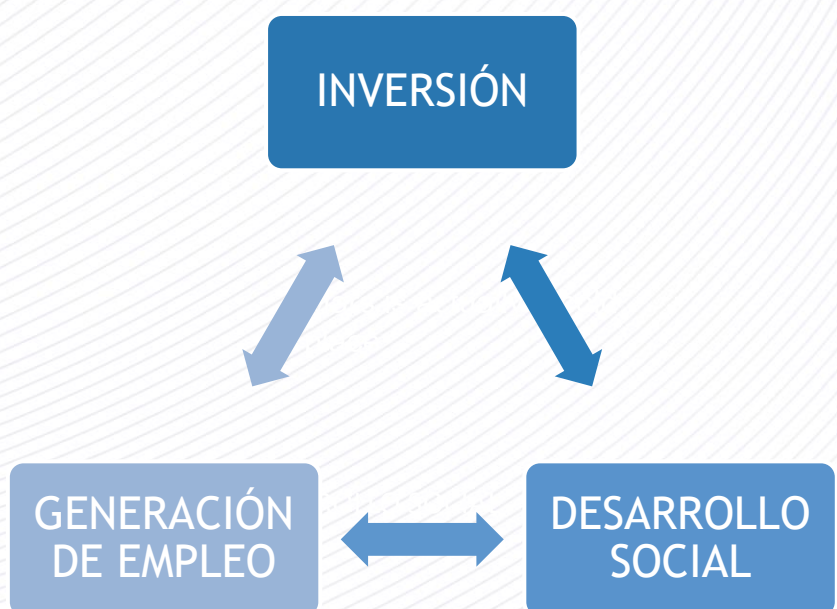 INVERSIÓN
GENERACIÓN
DE EMPLEO
DESARROLLO
SOCIAL